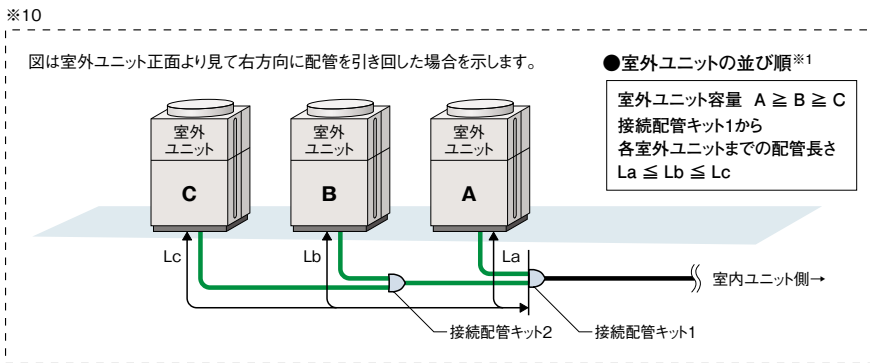 ※10
図は室外ユニット正面より見て右方向に配管を引き回した場合を示します。
●室外ユニットの並び順※1
室外ユニット容量 A ≧ B ≧ C
接続配管キット1から
各室外ユニットまでの配管長さ
La ≦ Lb ≦ Lc
室外
ユニット
C
室外
ユニット
B
室外
ユニット
A
Lc
Lb
La
室内ユニット側→
接続配管キット2
接続配管キット1